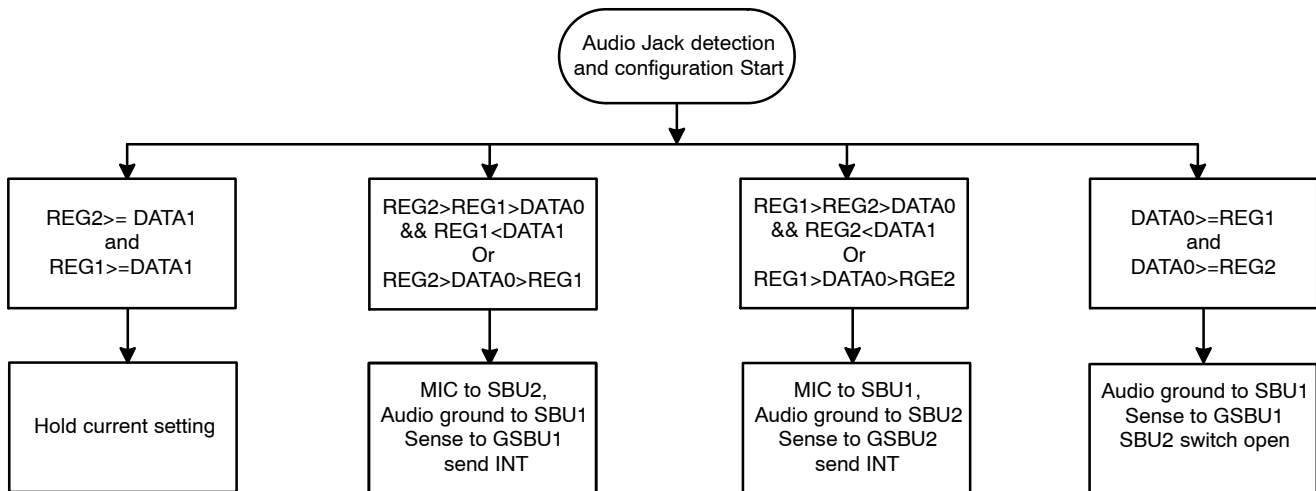 Audio Jack detection
and configuration Start
REG2>= DATA1
and
REG1>=DATA1
REG2>REG1>DATA0
&& REG1<DATA1
Or
REG2>DATA0>REG1
REG1>REG2>DATA0
&& REG2<DATA1
Or
REG1>DATA0>RGE2
DATA0>=REG1
and
DATA0>=REG2
Hold current setting
MIC to SBU2,
Audio ground to SBU1
Sense to GSBU1
send INT
MIC to SBU1,
Audio ground to SBU2
Sense to GSBU2
send INT
Audio ground to SBU1
Sense to GSBU1
SBU2 switch open